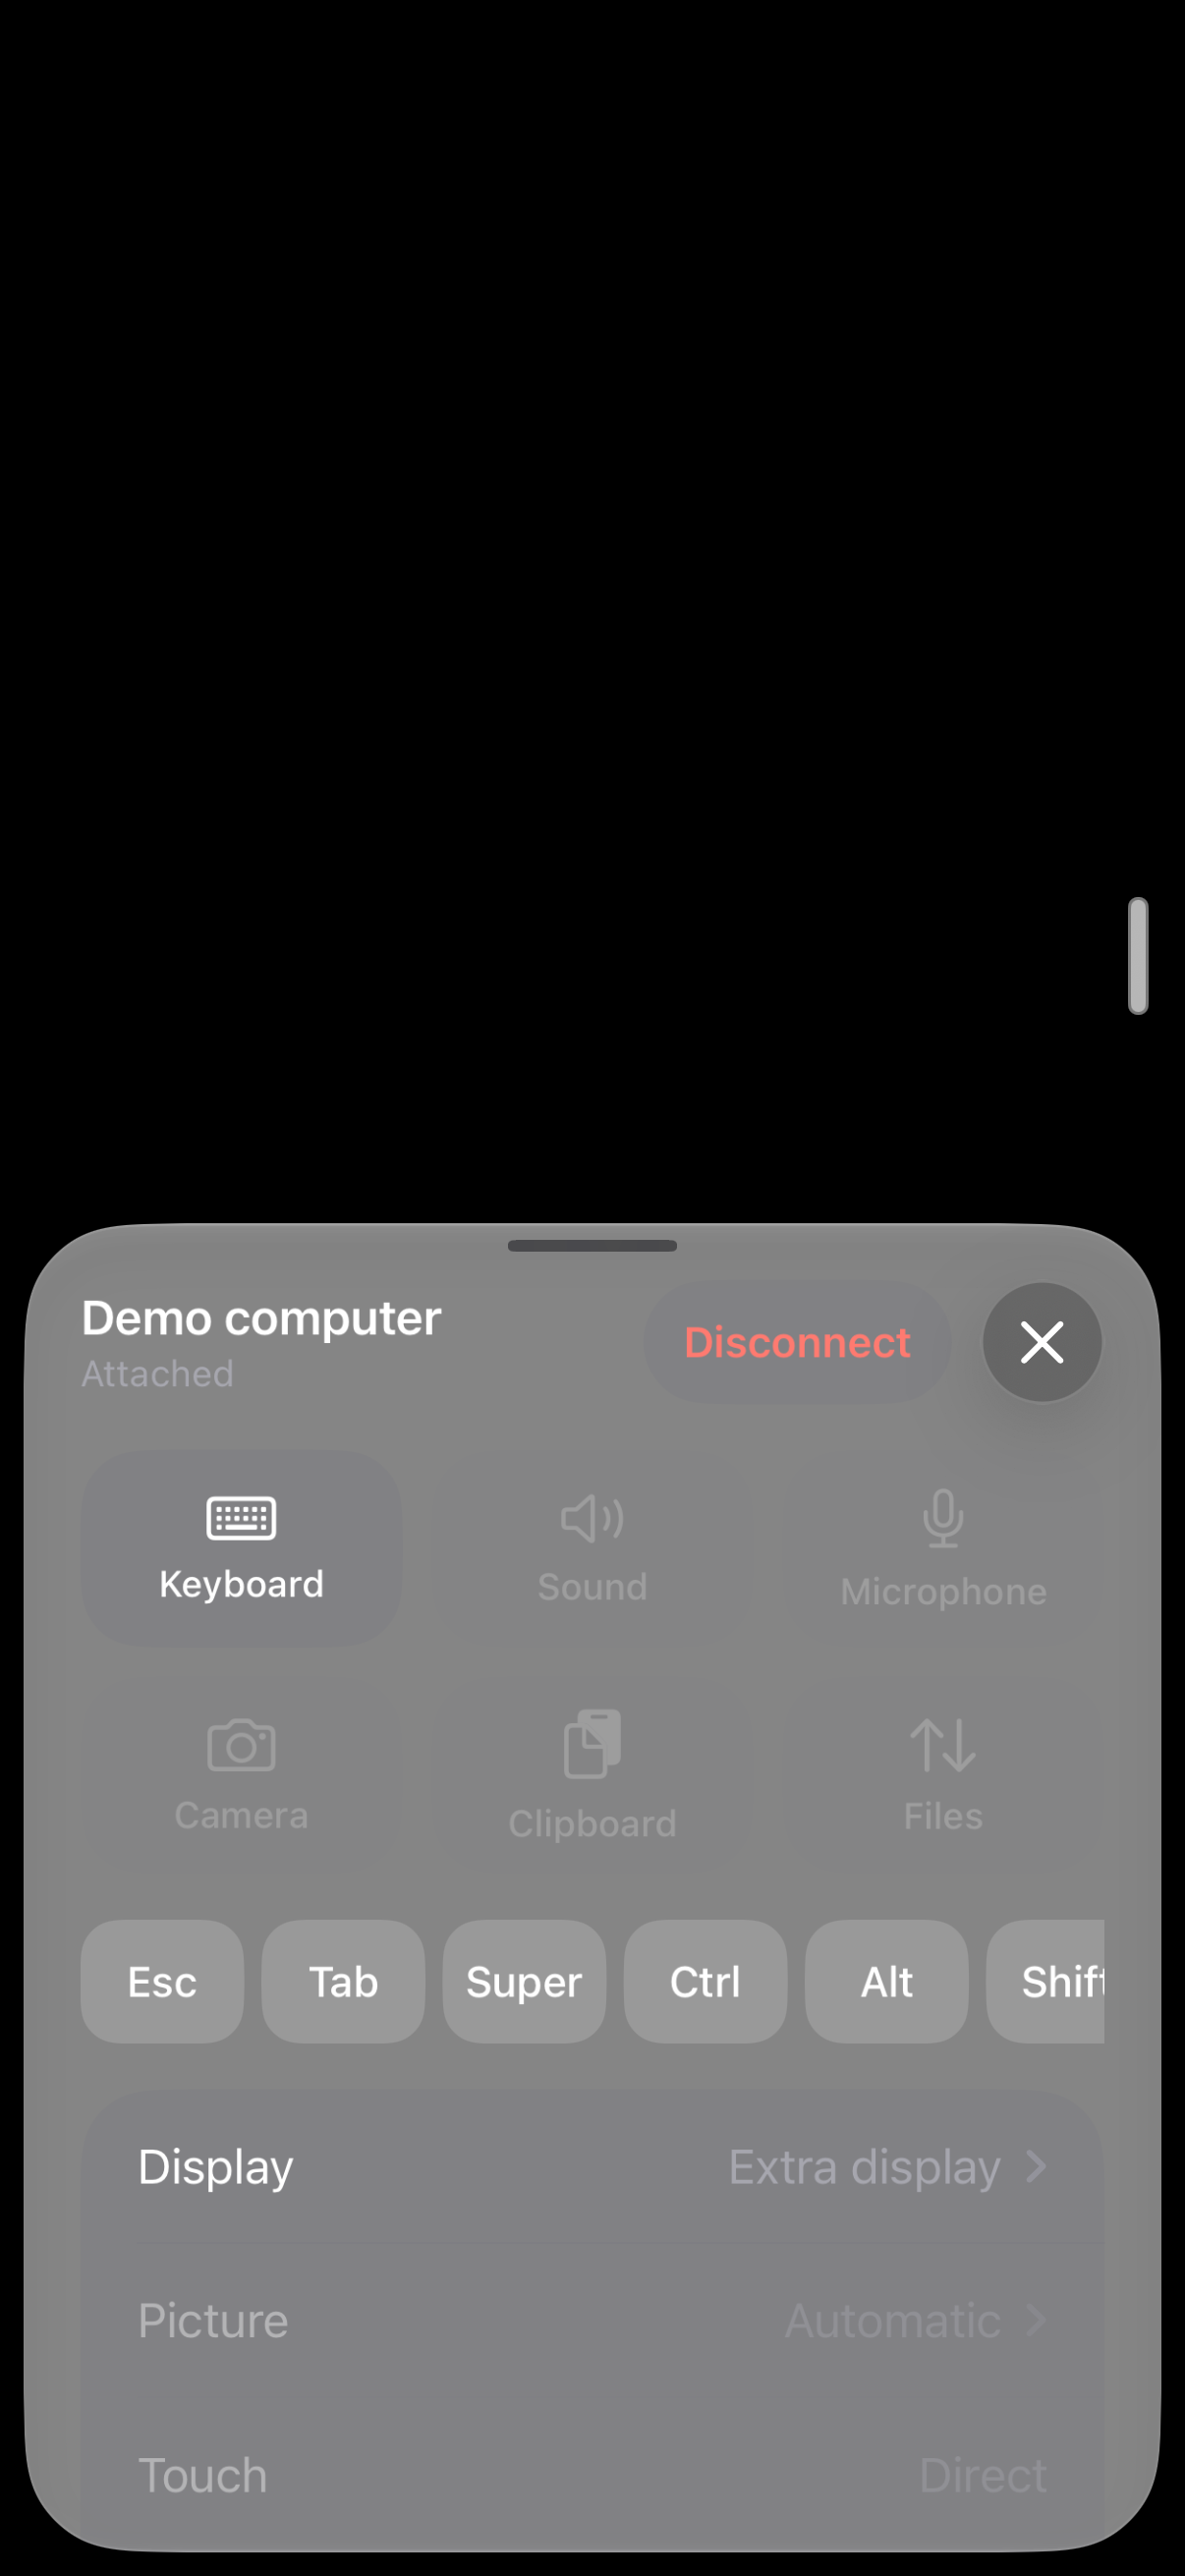 Demo computer
Attached
Disconnect
Keyboard
Sound
Microphone
Camera
Clipboard
Files
Esc
Tab
Super
Ctrl
Alt
Shift
Display
Extra display
Picture
Automatic
Touch
Direct